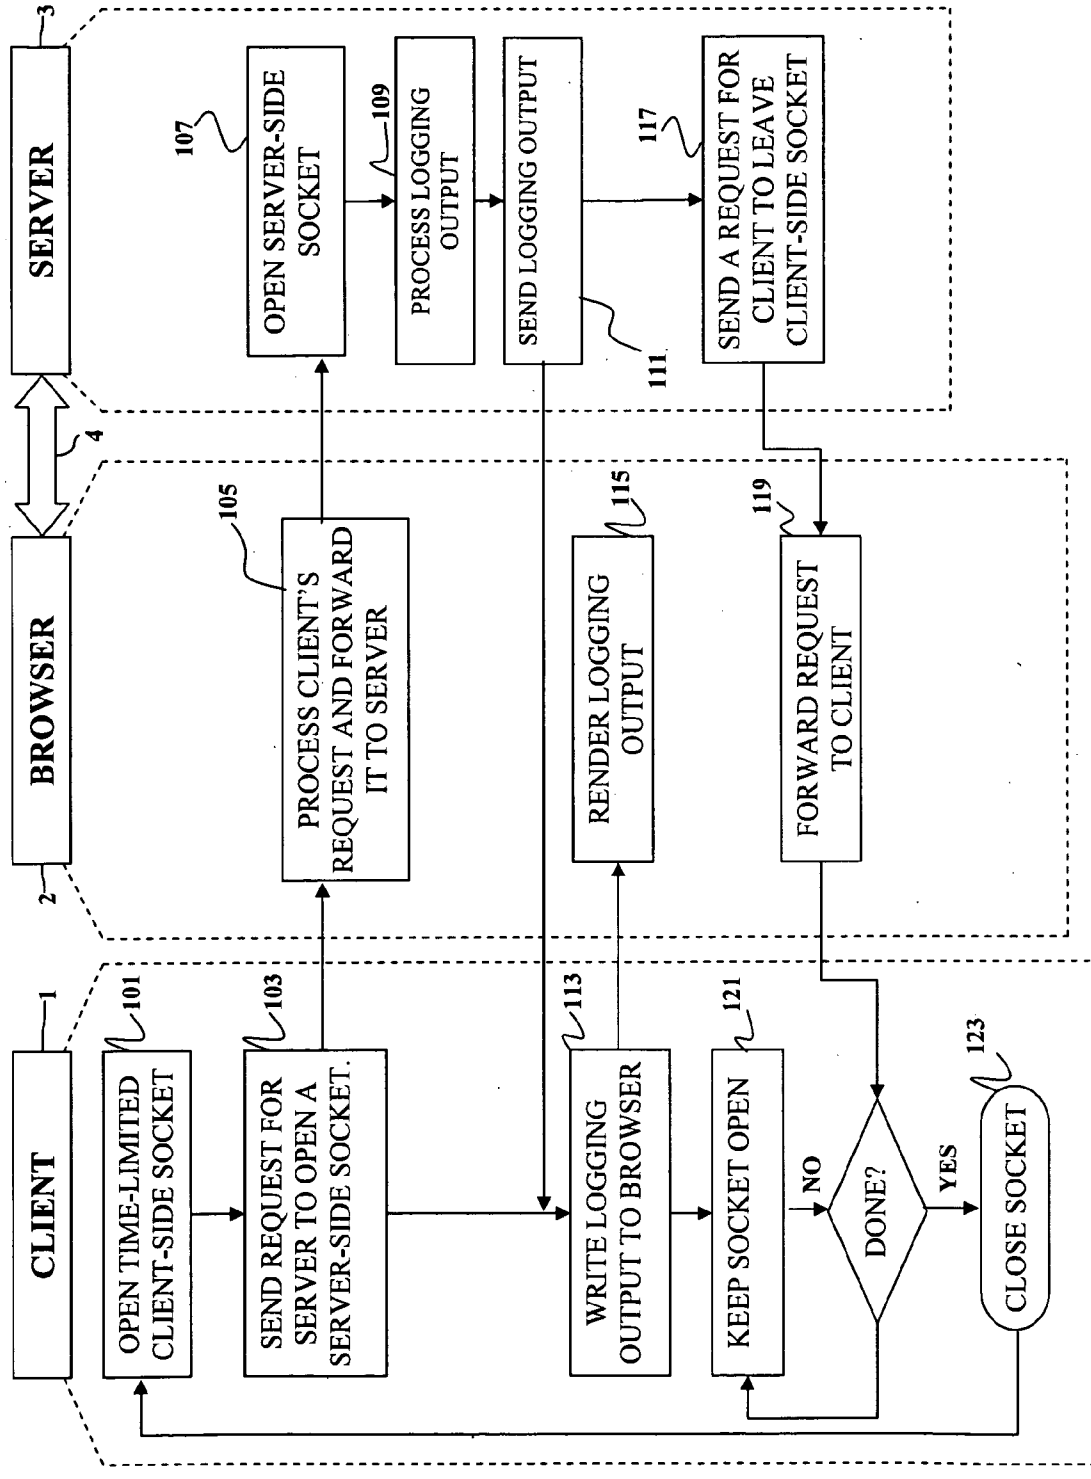 CLIENT
1
BROWSER
2
SERVER
3
4
OPEN TIME-LIMITED
CLIENT-SIDE SOCKET
101
SEND REQUEST FOR
SERVER TO OPEN A
SERVER-SIDE SOCKET.
103
PROCESS CLIENT'S
REQUEST AND FORWARD
IT TO SERVER
105
OPEN SERVER-SIDE
SOCKET
107
PROCESS LOGGING
OUTPUT
109
SEND LOGGING OUTPUT
111
WRITE LOGGING
OUTPUT TO BROWSER
113
RENDER LOGGING
OUTPUT
115
SEND A REQUEST FOR
CLIENT TO LEAVE
CLIENT-SIDE SOCKET
117
FORWARD REQUEST
TO CLIENT
119
KEEP SOCKET OPEN
121
NO
DONE?
YES
CLOSE SOCKET
123